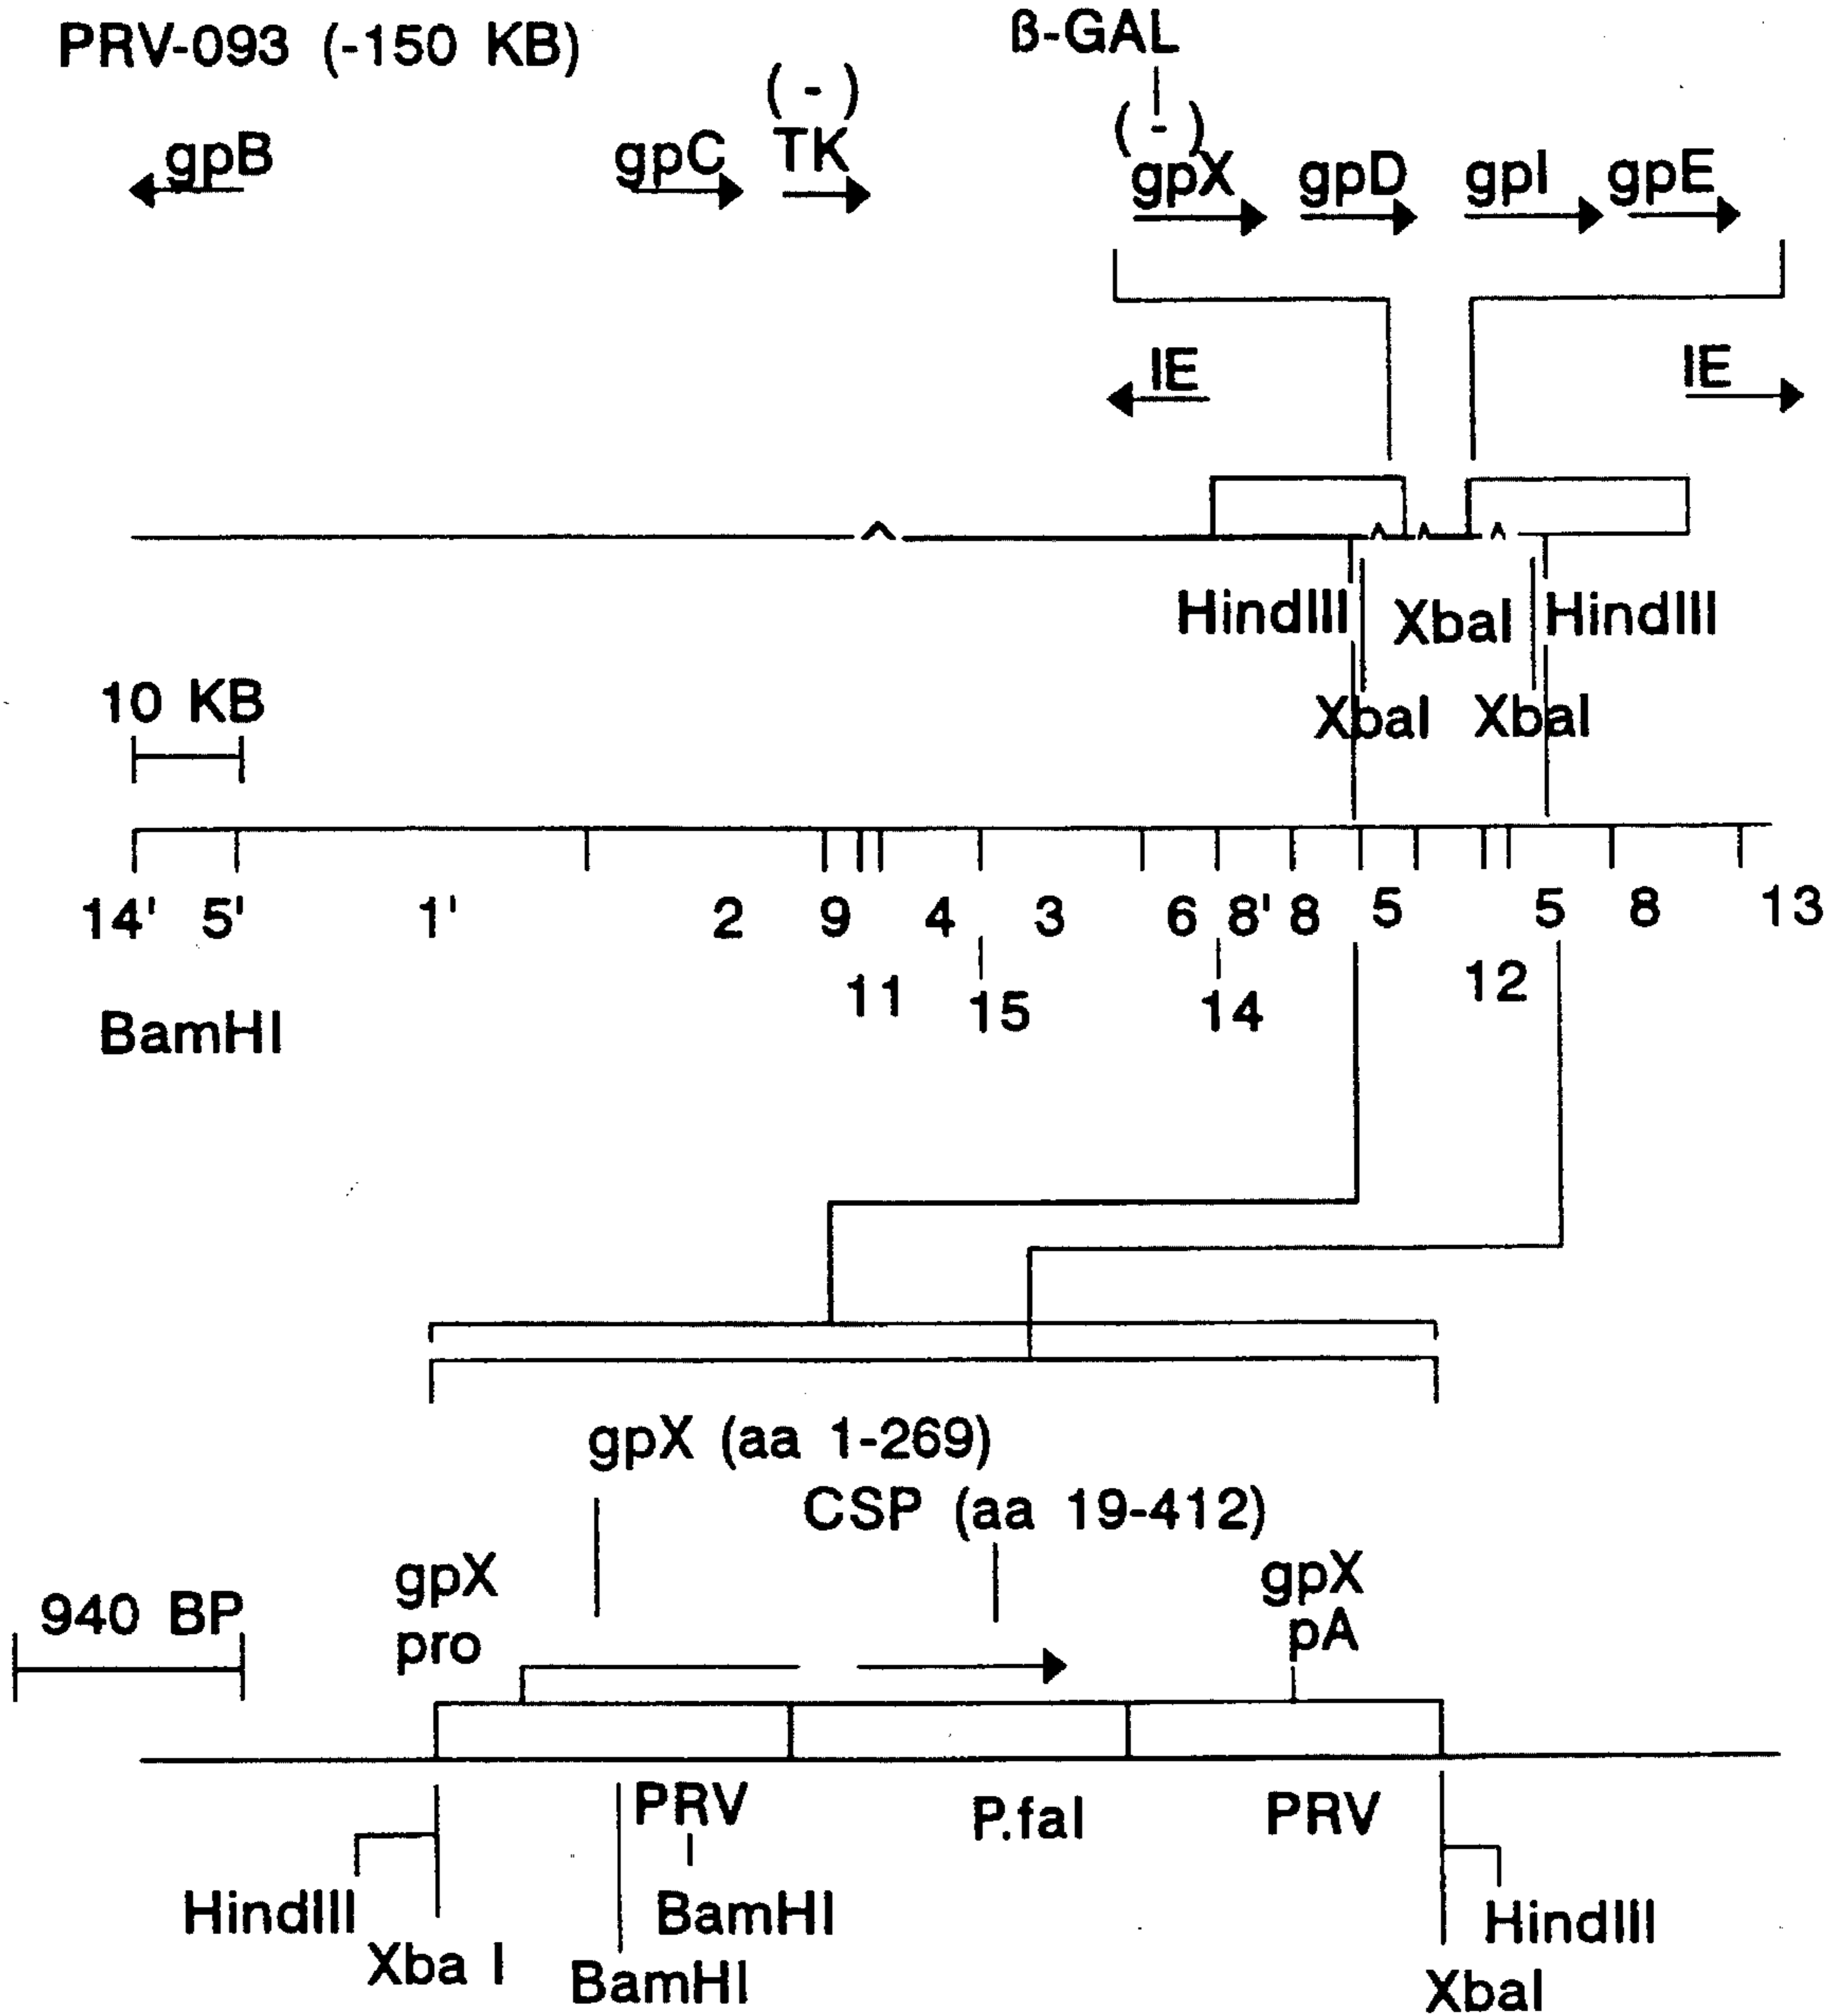 PRV-093 (-150 KB)
ß-GAL
(-)
(-)
gpB
gpC
TK
gpX
gpD
gpI
gpE
IE
IE
HindIII
XbaI
HindIII
XbaI
XbaI
10 KB
14' 5' 1' 2 9 4 3 6 8' 8 5 5 8 13
11 15 14 12
BamHI
gpX (aa 1-269)
CSP (aa 19-412)
gpX
pro
gpX
pA
940 BP
PRV
P.fal
PRV
HindIII
BamHI
HindIII
Xba I
BamHI
XbaI